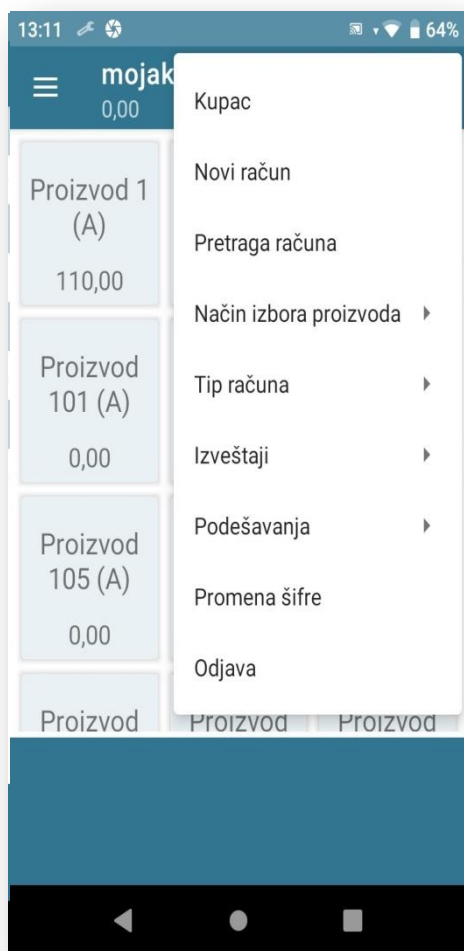 13:11 64%
mojak
0,00
Kupac
Novi račun
Pretraga računa
Način izbora proizvoda
Tip računa
Izveštaji
Podešavanja
Promena šifre
Odjava
Proizvod 1
(A)
110,00
Proizvod
101 (A)
0,00
Proizvod
105 (A)
0,00
Proizvod Proizvod Proizvod